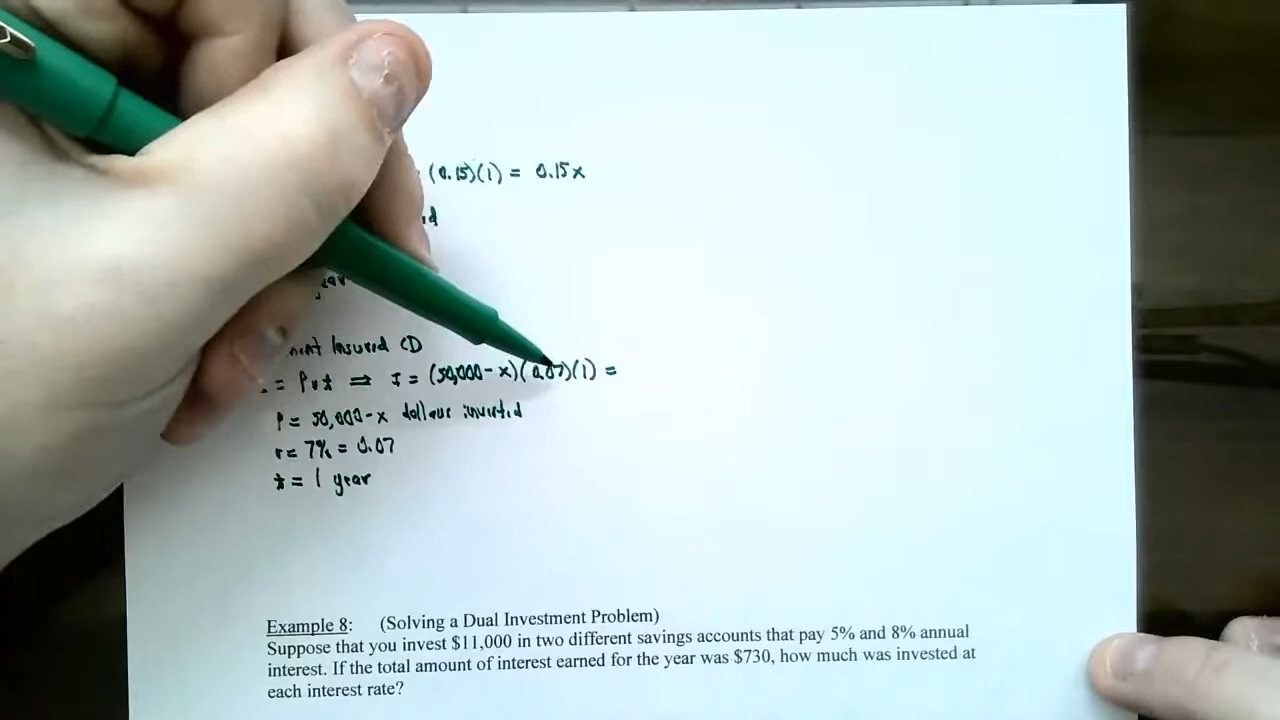 (0.15)(1) = 0.15x
Insured CD
= Prt ⇒ I = (50,000 - x)(0.07)(1) =
P = 50,000 - x dollars invested
r = 7% = 0.07
t = 1 year
Example 8: (Solving a Dual Investment Problem)
Suppose that you invest $11,000 in two different savings accounts that pay 5% and 8% annual
interest. If the total amount of interest earned for the year was $730, how much was invested at
each interest rate?